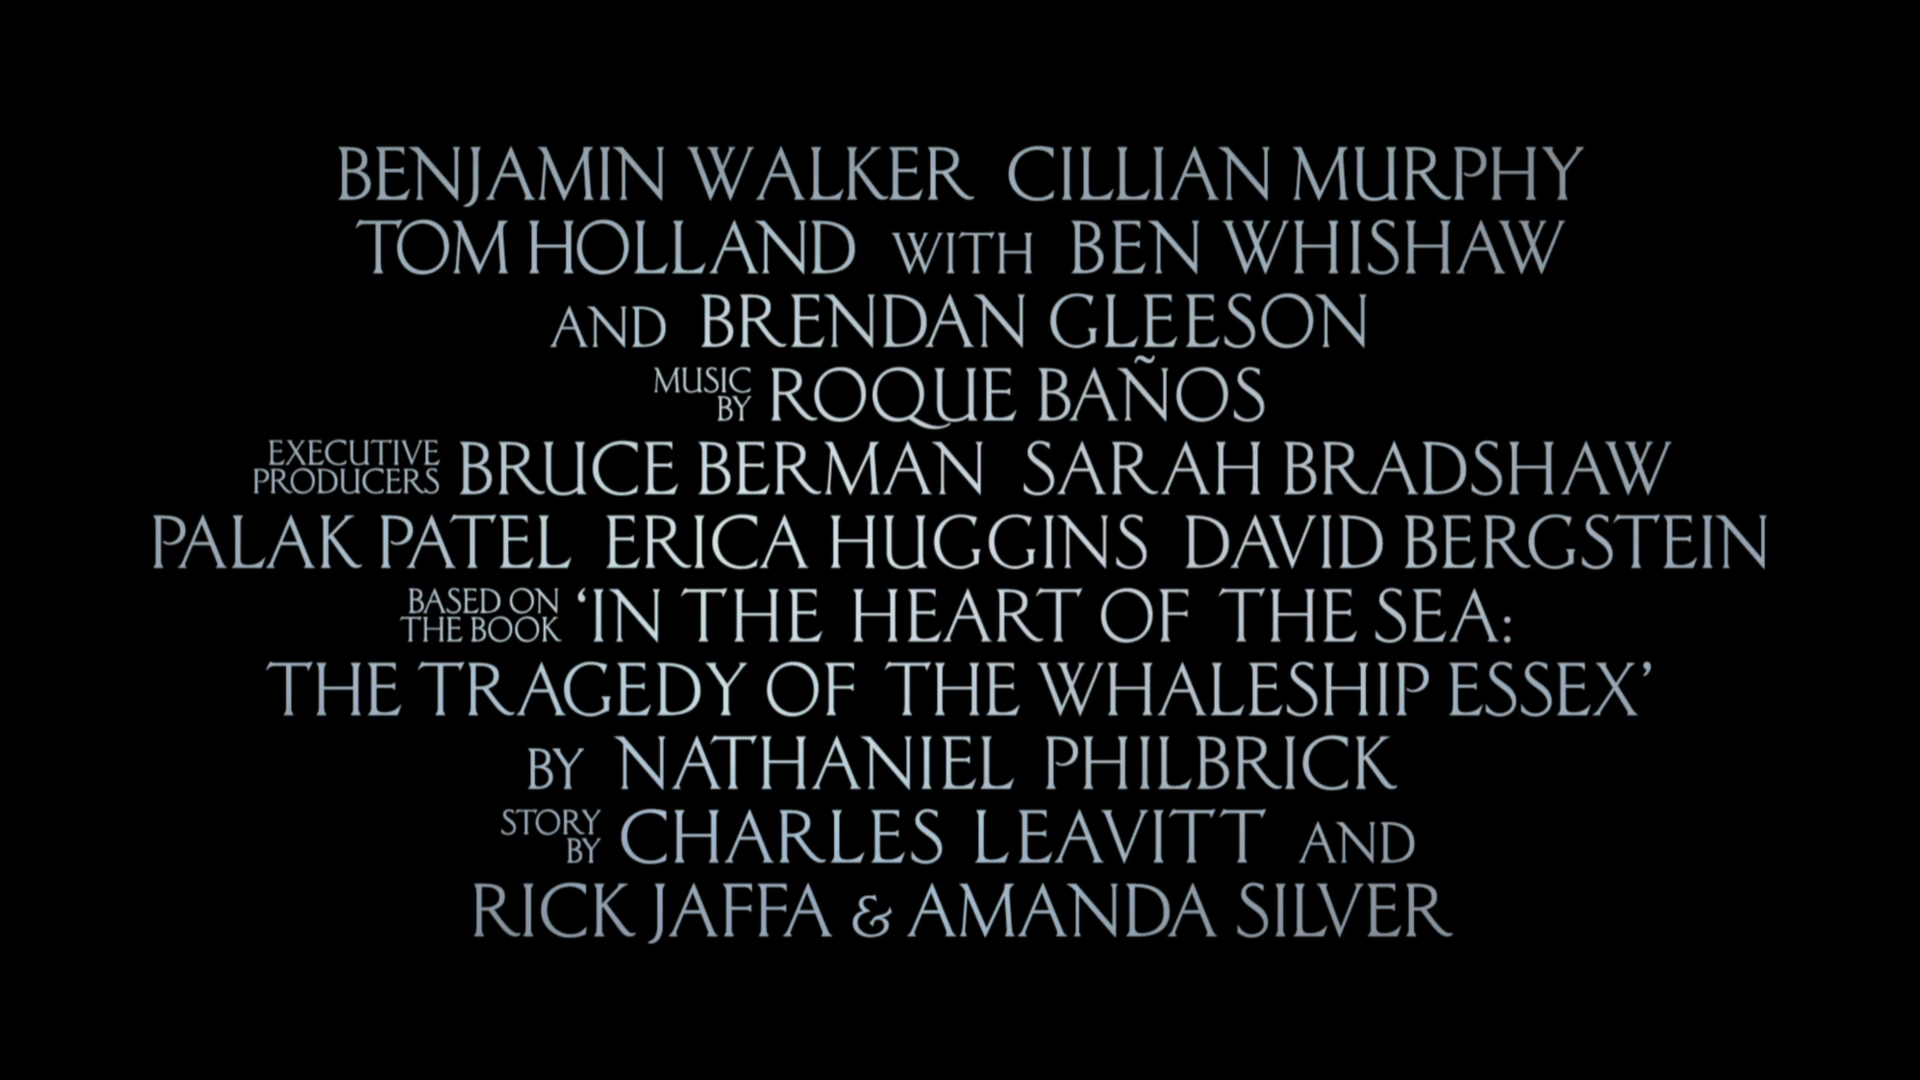 BENJAMIN WALKER CILLIAN MURPHY
TOM HOLLAND WITH BEN WHISHAW
AND BRENDAN GLEESON
MUSIC BY ROQUE BAÑOS
EXECUTIVE PRODUCERS BRUCE BERMAN SARAH BRADSHAW
PALAK PATEL ERICA HUGGINS DAVID BERGSTEIN
BASED ON THE BOOK ‘IN THE HEART OF THE SEA:
THE TRAGEDY OF THE WHALESHIP ESSEX’
BY NATHANIEL PHILBRICK
STORY BY CHARLES LEAVITT AND
RICK JAFFA & AMANDA SILVER